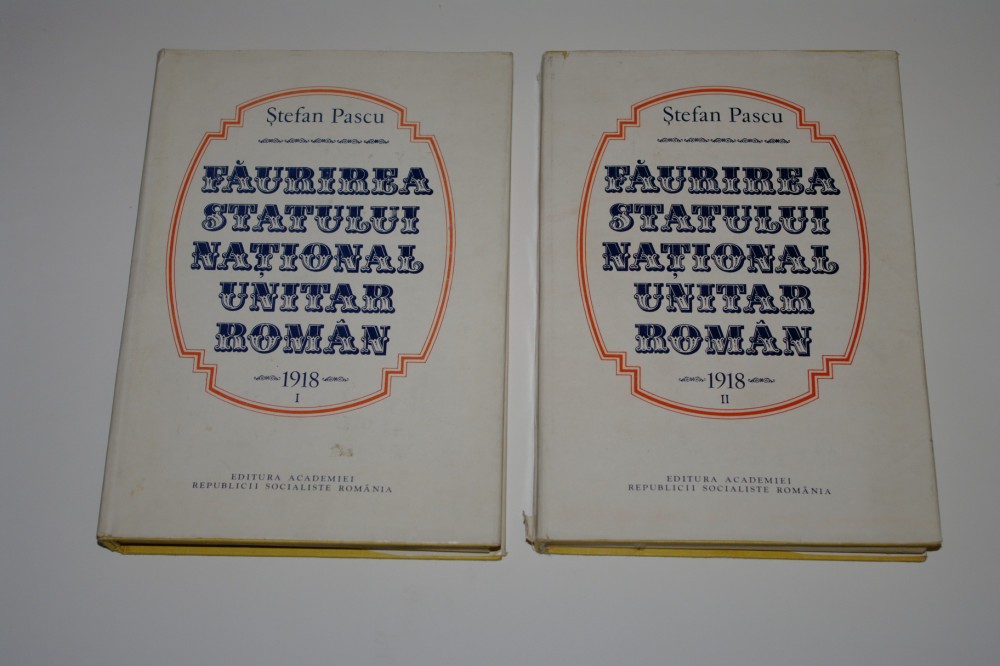 Ștefan Pascu
FĂURIREA
STATULUI
NAȚIONAL
UNITAR
ROMÂN
1918
I
EDITURA ACADEMIEI
REPUBLICII SOCIALISTE ROMÂNIA
Ștefan Pascu
FĂURIREA
STATULUI
NAȚIONAL
UNITAR
ROMÂN
1918
II
EDITURA ACADEMIEI
REPUBLICII SOCIALISTE ROMÂNIA